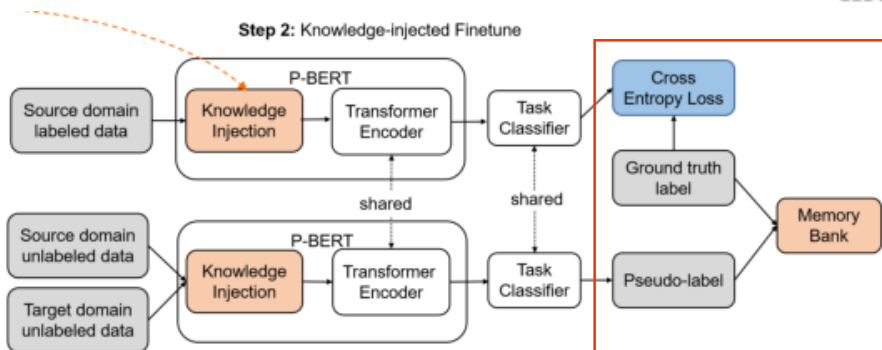 Step 2: Knowledge-injected Finetune
P-BERT
Source domain
labeled data
Knowledge
Injection
Transformer
Encoder
Task
Classifier
Cross
Entropy Loss
Ground truth
label
shared
shared
Memory
Bank
Source domain
unlabeled data
Target domain
unlabeled data
P-BERT
Knowledge
Injection
Transformer
Encoder
Task
Classifier
Pseudo-label